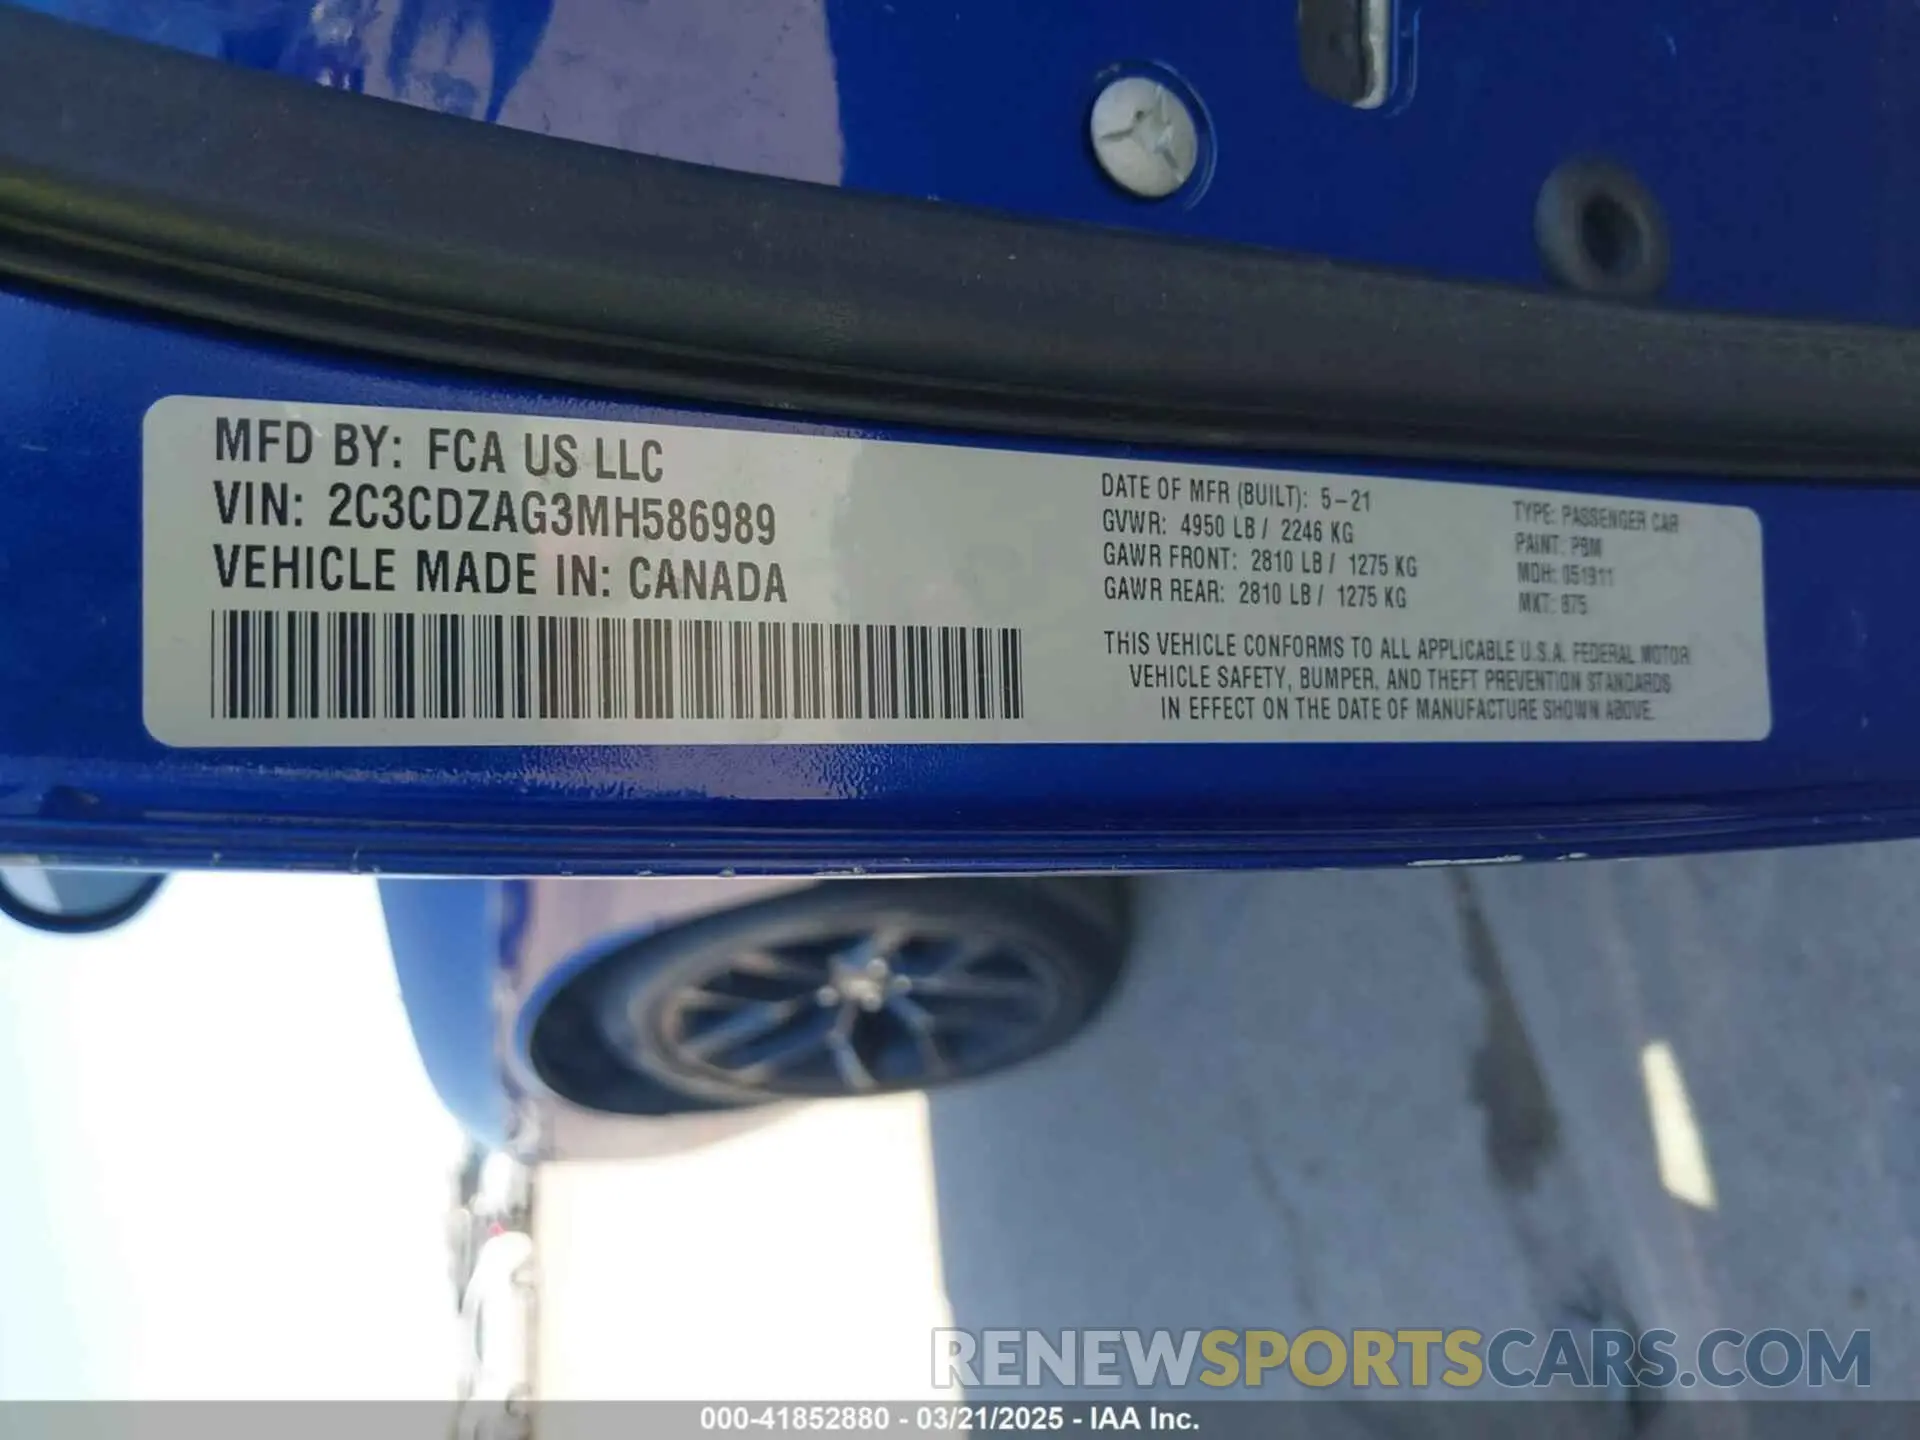 MFD BY: FCA US LLC
VIN: 2C3CDZAG3MH586989
VEHICLE MADE IN: CANADA
DATE OF MFR (BUILT): 5-21
GVWR: 4950 LB / 2246 KG
GAWR FRONT: 2810 LB / 1275 KG
GAWR REAR: 2810 LB / 1275 KG
TYPE: PASSENGER CAR
PAINT: PBM
MDH: 051911
MKT: 875
THIS VEHICLE CONFORMS TO ALL APPLICABLE U.S.A. FEDERAL MOTOR
VEHICLE SAFETY, BUMPER, AND THEFT PREVENTION STANDARDS
IN EFFECT ON THE DATE OF MANUFACTURE SHOWN ABOVE.
RENEWSPORTSCARS.COM
000-41852880 - 03/21/2025 - IAA Inc.